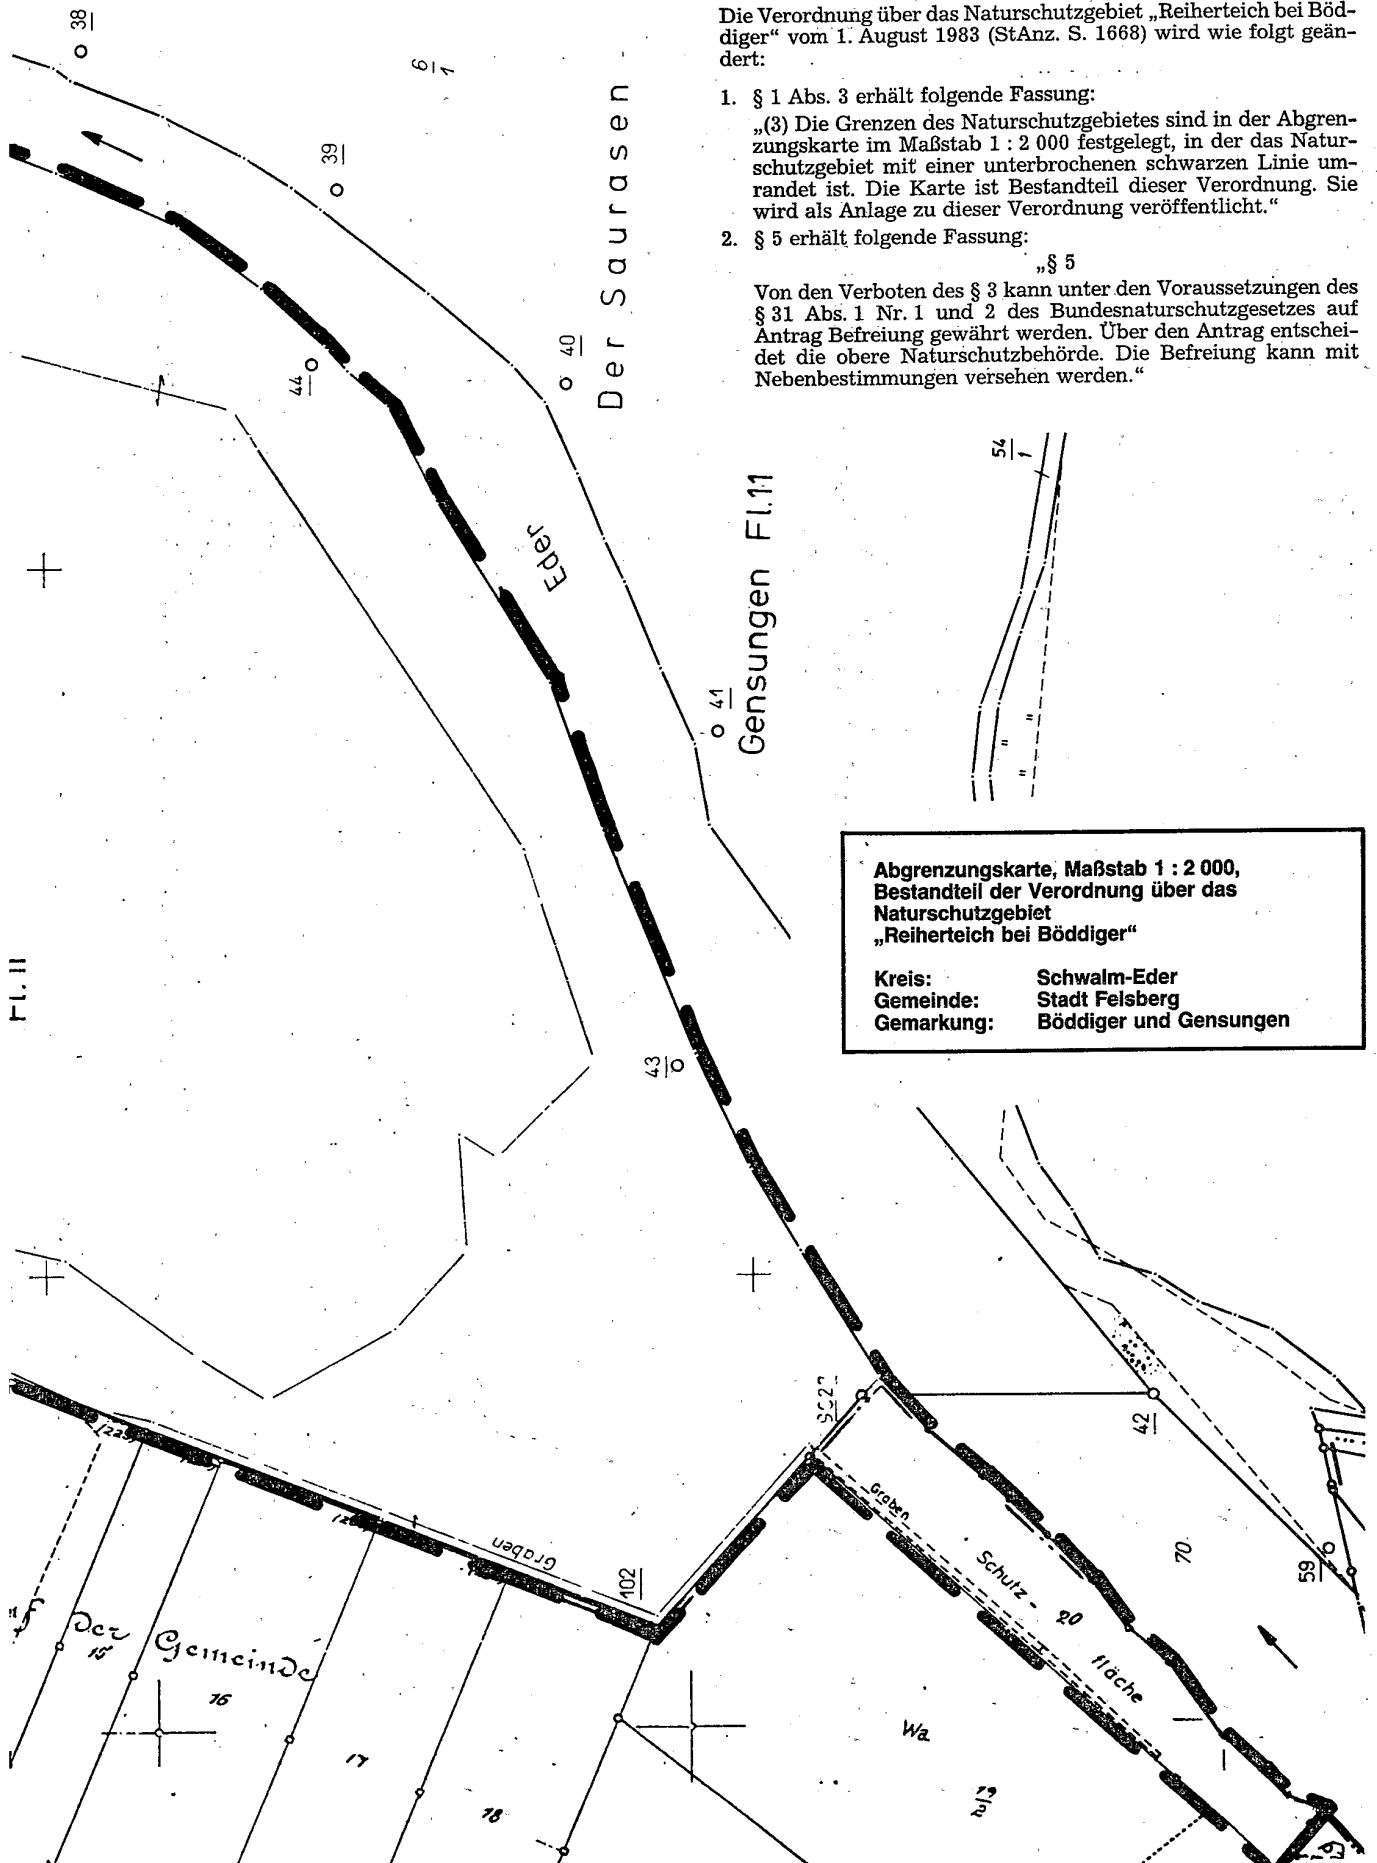 Die Verordnung über das Naturschutzgebiet „Reiherteich bei Böd-
diger“ vom 1. August 1983 (StAnz. S. 1668) wird wie folgt geän-
dert:
1. § 1 Abs. 3 erhält folgende Fassung:
„(3) Die Grenzen des Naturschutzgebietes sind in der Abgren-
zungskarte im Maßstab 1 : 2 000 festgelegt, in der das Natur-
schutzgebiet mit einer unterbrochenen schwarzen Linie um-
randet ist. Die Karte ist Bestandteil dieser Verordnung. Sie
wird als Anlage zu dieser Verordnung veröffentlicht.“
2. § 5 erhält folgende Fassung:
„§ 5
Von den Verboten des § 3 kann unter den Voraussetzungen des
§ 31 Abs. 1 Nr. 1 und 2 des Bundesnaturschutzgesetzes auf
Antrag Befreiung gewährt werden. Über den Antrag entschei-
det die obere Naturschutzbehörde. Die Befreiung kann mit
Nebenbestimmungen versehen werden.“
38
6
1
39
Der Saurasen
40
44
54
1
Eder
Gensungen Fl.11
41
Abgrenzungskarte, Maßstab 1 : 2 000,
Bestandteil der Verordnung über das
Naturschutzgebiet
„Reiherteich bei Böddiger“
Kreis: Schwalm-Eder
Gemeinde: Stadt Felsberg
Gemarkung: Böddiger und Gensungen
Fl. 11
43
42
Graben
Graben
102
Schutz-
fläche
20
70
59
Der Gemeinde
15
16
17
18
Wa
19
2